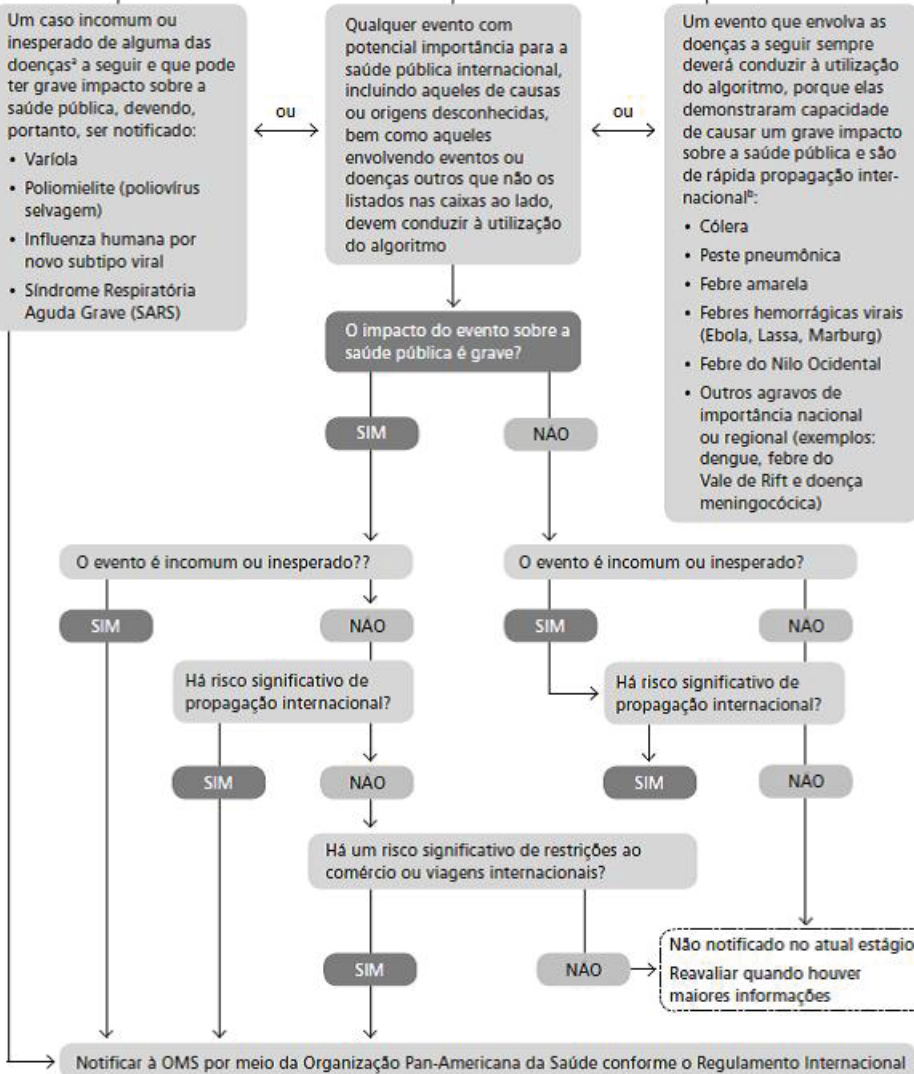 Um caso incomum ou
inesperado de alguma das
doençasª a seguir e que pode
ter grave impacto sobre a
saúde pública, devendo,
portanto, ser notificado:
• Varíola
• Poliomielite (poliovírus
selvagem)
• Influenza humana por
novo subtipo viral
• Síndrome Respiratória
Aguda Grave (SARS)
ou
Qualquer evento com
potencial importância para a
saúde pública internacional,
incluindo aqueles de causas
ou origens desconhecidas,
bem como aqueles
envolvendo eventos ou
doenças outros que não os
listados nas caixas ao lado,
devem conduzir à utilização
do algoritmo
ou
Um evento que envolva as
doenças a seguir sempre
deverá conduzir à utilização
do algoritmo, porque elas
demonstraram capacidade
de causar um grave impacto
sobre a saúde pública e são
de rápida propagação inter-
nacionalᵇ:
• Cólera
• Peste pneumônica
• Febre amarela
• Febres hemorrágicas virais
(Ebola, Lassa, Marburg)
• Febre do Nilo Ocidental
• Outros agravos de
importância nacional
ou regional (exemplos:
dengue, febre do
Vale de Rift e doença
meningocócica)
O impacto do evento sobre a
saúde pública é grave?
SIM
NÃO
O evento é incomum ou inesperado??
O evento é incomum ou inesperado?
SIM
NÃO
SIM
NÃO
Há risco significativo de
propagação internacional?
Há risco significativo de
propagação internacional?
SIM
NÃO
SIM
NÃO
Há um risco significativo de restrições ao
comércio ou viagens internacionais?
SIM
NÃO
Não notificado no atual estágio
Reavaliar quando houver
maiores informações
Notificar à OMS por meio da Organização Pan-Americana da Saúde conforme o Regulamento Internacional